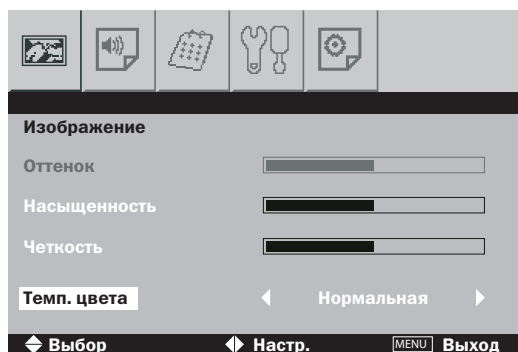 Изображение
Оттенок
Насыщенность
Четкость
Темп. цвета Нормальная
Выбор Настр. MENU Выход